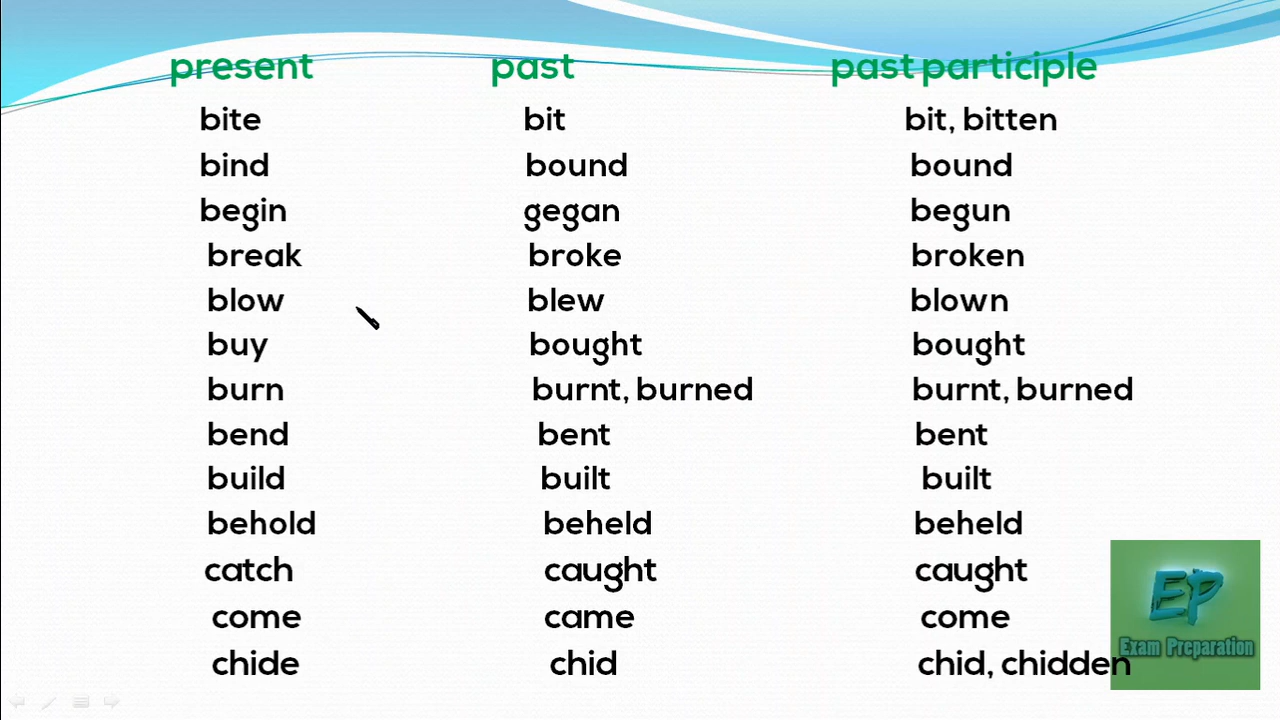 present past past participle
bite bit bit, bitten
bind bound bound
begin gegan begun
break broke broken
blow blew blown
buy bought bought
burn burnt, burned burnt, burned
bend bent bent
build built built
behold beheld beheld
catch caught caught
come came come
chide chid chid, chidden
EP
Exam Preparation